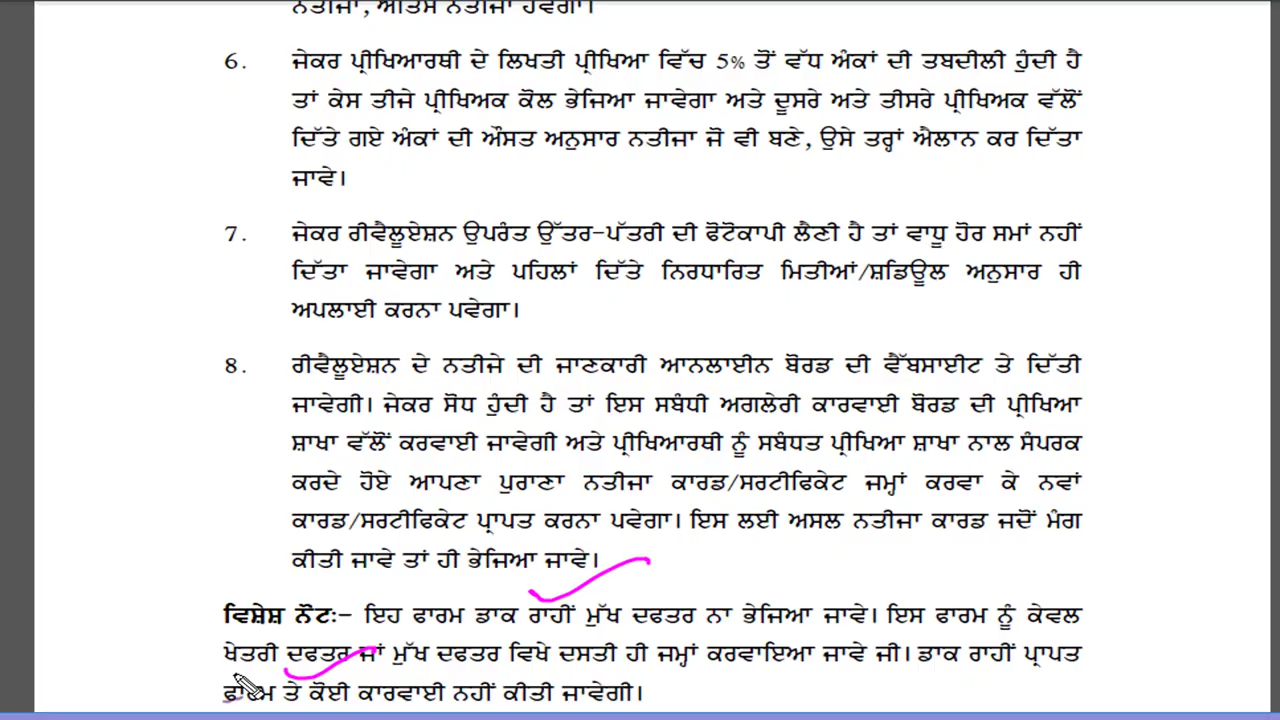 ਨਤੀਜਾ, ਅੰਤਿਮ ਨਤੀਜਾ ਹੋਵੇਗਾ।
6. ਜੇਕਰ ਪ੍ਰੀਖਿਆਰਥੀ ਦੇ ਲਿਖਤੀ ਪ੍ਰੀਖਿਆ ਵਿੱਚ 5% ਤੋਂ ਵੱਧ ਅੰਕਾਂ ਦੀ ਤਬਦੀਲੀ ਹੁੰਦੀ ਹੈ
ਤਾਂ ਕੇਸ ਤੀਜੇ ਪ੍ਰੀਖਿਅਕ ਕੋਲ ਭੇਜਿਆ ਜਾਵੇਗਾ ਅਤੇ ਦੂਸਰੇ ਅਤੇ ਤੀਸਰੇ ਪ੍ਰੀਖਿਅਕ ਵੱਲੋਂ
ਦਿੱਤੇ ਗਏ ਅੰਕਾਂ ਦੀ ਔਸਤ ਅਨੁਸਾਰ ਨਤੀਜਾ ਜੋ ਵੀ ਬਣੇ, ਉਸੇ ਤਰ੍ਹਾਂ ਐਲਾਨ ਕਰ ਦਿੱਤਾ
ਜਾਵੇ।
7. ਜੇਕਰ ਰੀਵੈਲੂਏਸ਼ਨ ਉਪਰੰਤ ਉੱਤਰ-ਪੱਤਰੀ ਦੀ ਫੋਟੋਕਾਪੀ ਲੈਣੀ ਹੈ ਤਾਂ ਵਾਧੂ ਹੋਰ ਸਮਾਂ ਨਹੀਂ
ਦਿੱਤਾ ਜਾਵੇਗਾ ਅਤੇ ਪਹਿਲਾਂ ਦਿੱਤੇ ਨਿਰਧਾਰਿਤ ਮਿਤੀਆਂ/ਸ਼ਡਿਊਲ ਅਨੁਸਾਰ ਹੀ
ਅਪਲਾਈ ਕਰਨਾ ਪਵੇਗਾ।
8. ਰੀਵੈਲੂਏਸ਼ਨ ਦੇ ਨਤੀਜੇ ਦੀ ਜਾਣਕਾਰੀ ਆਨਲਾਈਨ ਬੋਰਡ ਦੀ ਵੈੱਬਸਾਈਟ ਤੇ ਦਿੱਤੀ
ਜਾਵੇਗੀ। ਜੇਕਰ ਸੋਧ ਹੁੰਦੀ ਹੈ ਤਾਂ ਇਸ ਸਬੰਧੀ ਅਗਲੇਰੀ ਕਾਰਵਾਈ ਬੋਰਡ ਦੀ ਪ੍ਰੀਖਿਆ
ਸ਼ਾਖਾ ਵੱਲੋਂ ਕਰਵਾਈ ਜਾਵੇਗੀ ਅਤੇ ਪ੍ਰੀਖਿਆਰਥੀ ਨੂੰ ਸਬੰਧਤ ਪ੍ਰੀਖਿਆ ਸ਼ਾਖਾ ਨਾਲ ਸੰਪਰਕ
ਕਰਦੇ ਹੋਏ ਆਪਣਾ ਪੁਰਾਣਾ ਨਤੀਜਾ ਕਾਰਡ/ਸਰਟੀਫਿਕੇਟ ਜਮ੍ਹਾਂ ਕਰਵਾ ਕੇ ਨਵਾਂ
ਕਾਰਡ/ਸਰਟੀਫਿਕੇਟ ਪ੍ਰਾਪਤ ਕਰਨਾ ਪਵੇਗਾ। ਇਸ ਲਈ ਅਸਲ ਨਤੀਜਾ ਕਾਰਡ ਜਦੋਂ ਮੰਗ
ਕੀਤੀ ਜਾਵੇ ਤਾਂ ਹੀ ਭੇਜਿਆ ਜਾਵੇ।
ਵਿਸ਼ੇਸ਼ ਨੋਟ:- ਇਹ ਫਾਰਮ ਡਾਕ ਰਾਹੀਂ ਮੁੱਖ ਦਫਤਰ ਨਾ ਭੇਜਿਆ ਜਾਵੇ। ਇਸ ਫਾਰਮ ਨੂੰ ਕੇਵਲ
ਖੇਤਰੀ ਦਫਤਰ ਜਾਂ ਮੁੱਖ ਦਫਤਰ ਵਿਖੇ ਦਸਤੀ ਹੀ ਜਮ੍ਹਾਂ ਕਰਵਾਇਆ ਜਾਵੇ ਜੀ। ਡਾਕ ਰਾਹੀਂ ਪ੍ਰਾਪਤ
ਫਾਰਮ ਤੇ ਕੋਈ ਕਾਰਵਾਈ ਨਹੀਂ ਕੀਤੀ ਜਾਵੇਗੀ।